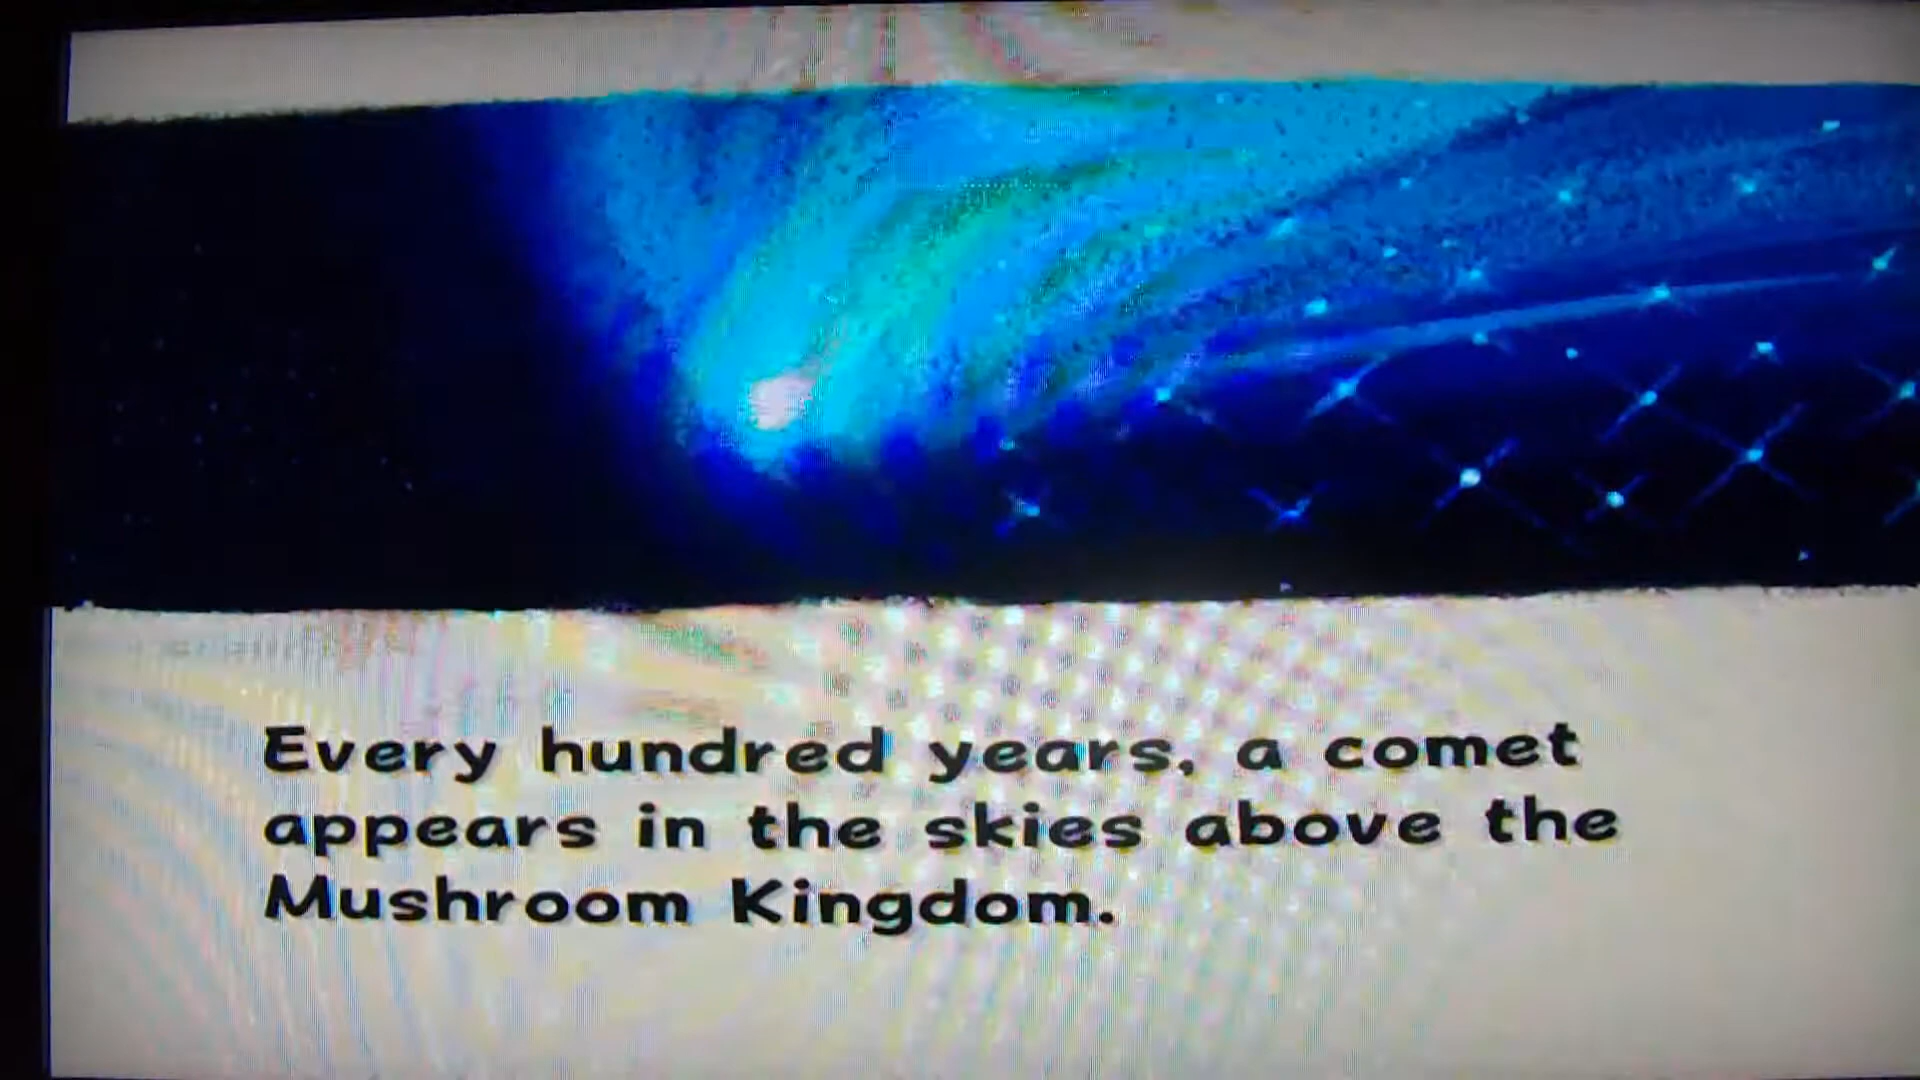 Every hundred years, a comet
appears in the skies above the
Mushroom Kingdom.